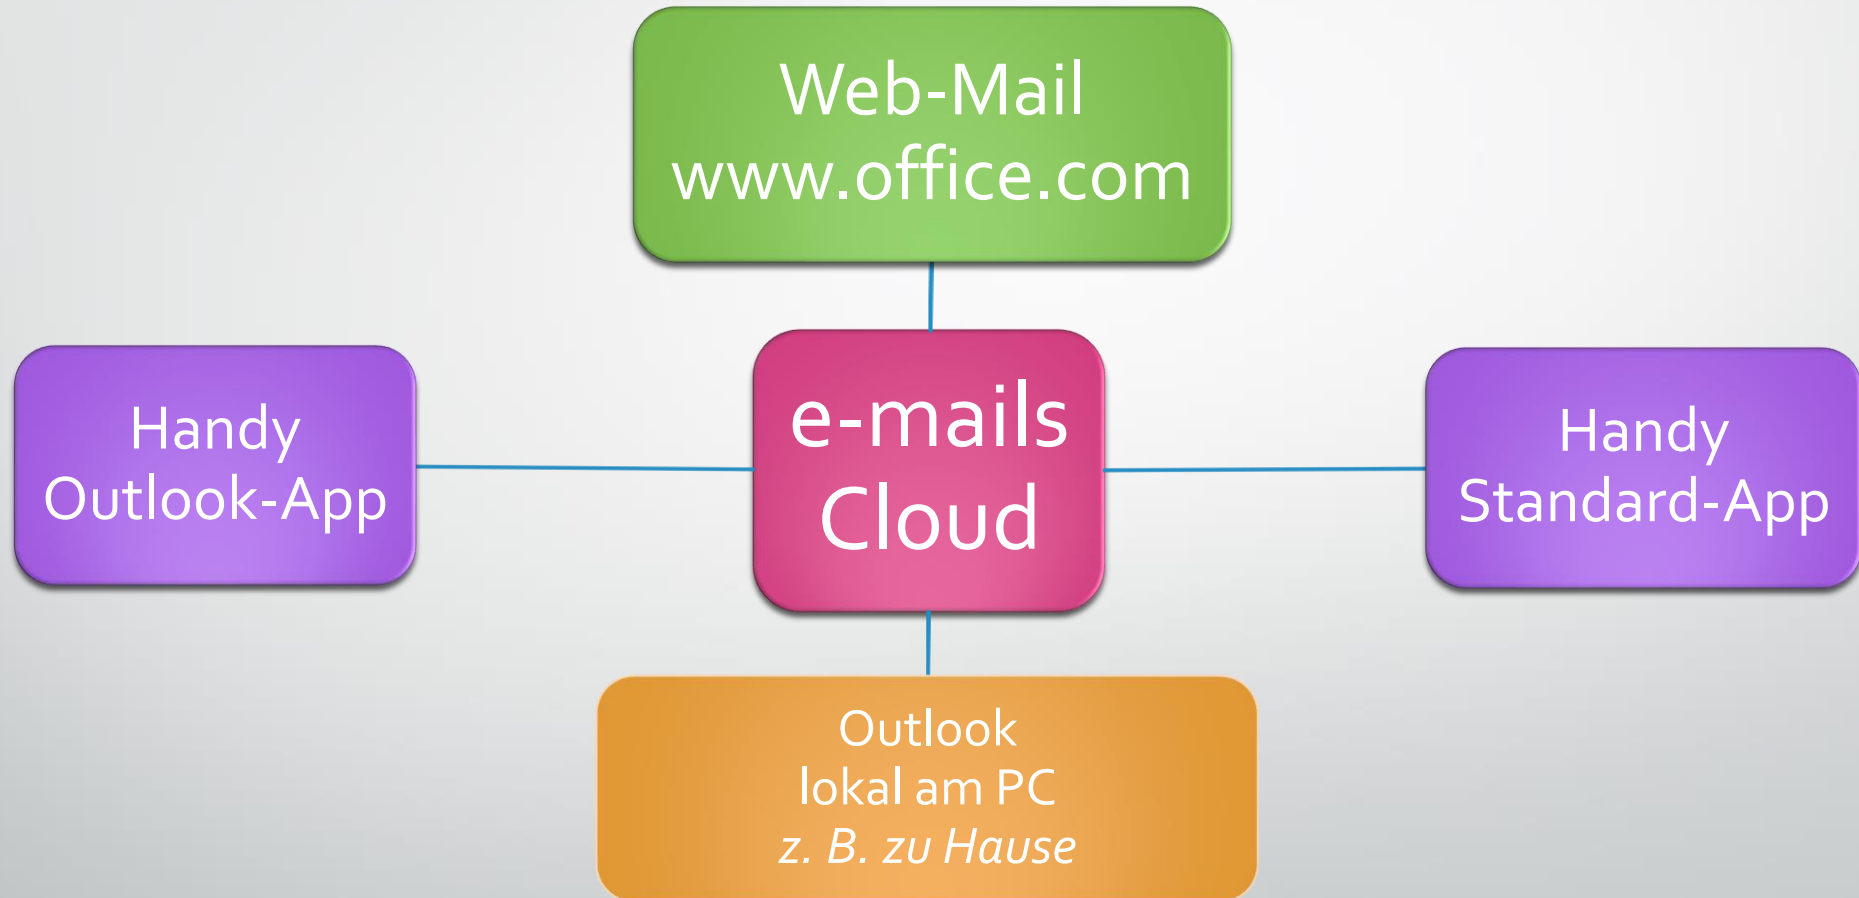 Web-Mail
www.office.com
Handy
Outlook-App
e-mails
Cloud
Handy
Standard-App
Outlook
lokal am PC
z. B. zu Hause